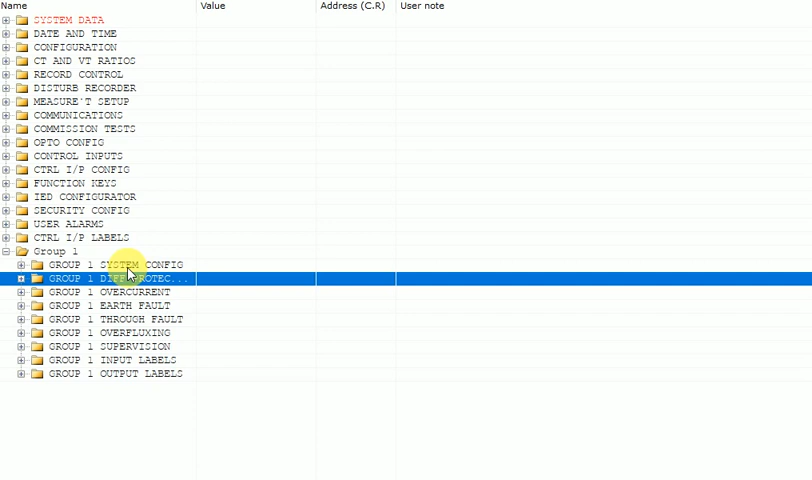 Name Value Address (C.R) User note
SYSTEM DATA
DATE AND TIME
CONFIGURATION
CT AND VT RATIOS
RECORD CONTROL
DISTURB RECORDER
MEASURE'T SETUP
COMMUNICATIONS
COMMISSION TESTS
OPTO CONFIG
CONTROL INPUTS
CTRL I/P CONFIG
FUNCTION KEYS
IED CONFIGURATOR
SECURITY CONFIG
USER ALARMS
CTRL I/P LABELS
Group 1
GROUP 1 SYSTEM CONFIG
GROUP 1 DIFF PROTEC...
GROUP 1 OVERCURRENT
GROUP 1 EARTH FAULT
GROUP 1 THROUGH FAULT
GROUP 1 OVERFLUXING
GROUP 1 SUPERVISION
GROUP 1 INPUT LABELS
GROUP 1 OUTPUT LABELS